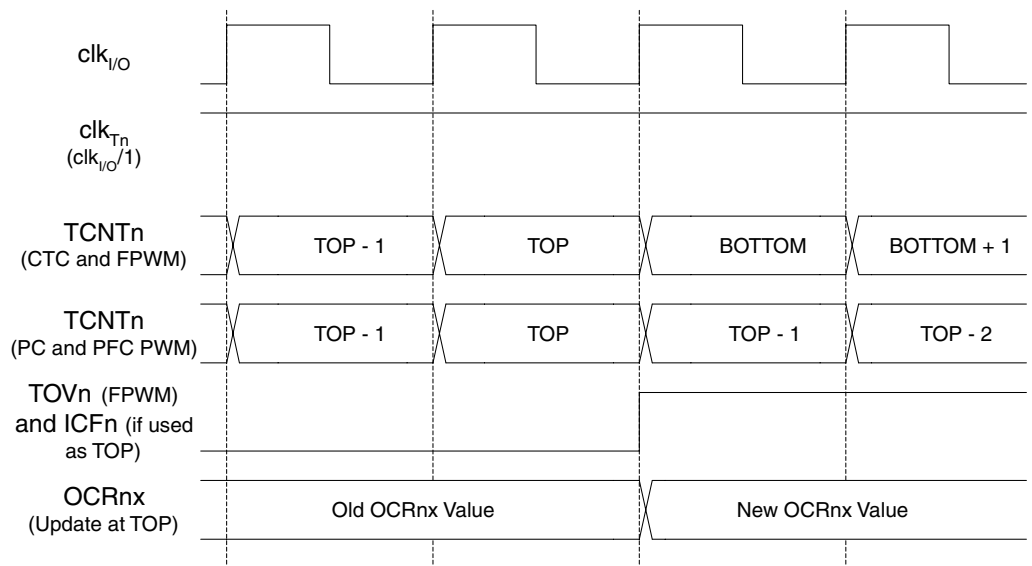 clkI/O
clkTn
(clkI/O/1)
TCNTn
(CTC and FPWM)
TOP - 1
TOP
BOTTOM
BOTTOM + 1
TCNTn
(PC and PFC PWM)
TOP - 1
TOP
TOP - 1
TOP - 2
TOVn (FPWM)
and ICFn (if used
as TOP)
OCRnx
(Update at TOP)
Old OCRnx Value
New OCRnx Value